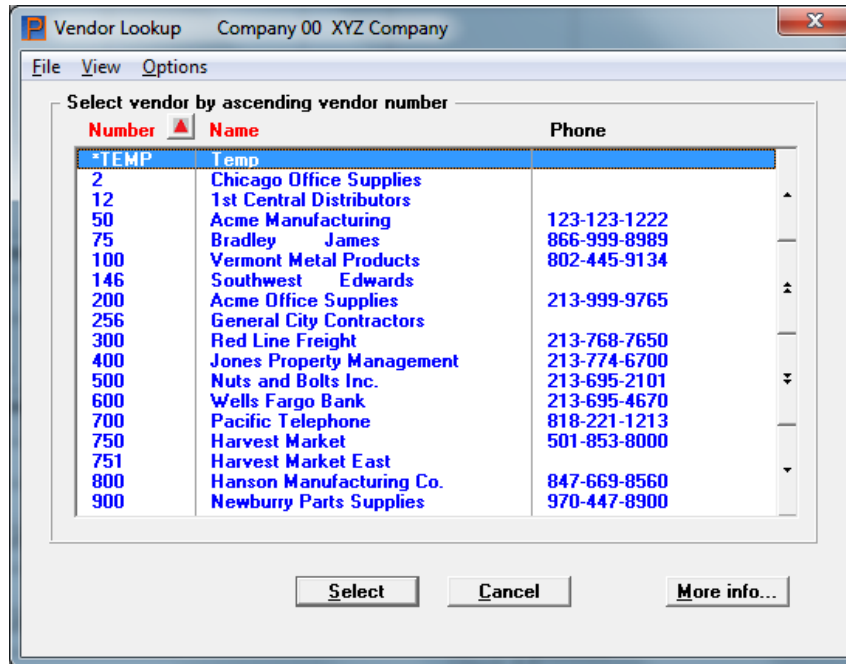 Vendor Lookup Company 00 XYZ Company
File View Options
Select vendor by ascending vendor number
Number Name Phone
*TEMP Temp
2 Chicago Office Supplies
12 1st Central Distributors
50 Acme Manufacturing 123-123-1222
75 Bradley James 866-999-8989
100 Vermont Metal Products 802-445-9134
146 Southwest Edwards
200 Acme Office Supplies 213-999-9765
256 General City Contractors
300 Red Line Freight 213-768-7650
400 Jones Property Management 213-774-6700
500 Nuts and Bolts Inc. 213-695-2101
600 Wells Fargo Bank 213-695-4670
700 Pacific Telephone 818-221-1213
750 Harvest Market 501-853-8000
751 Harvest Market East
800 Hanson Manufacturing Co. 847-669-8560
900 Newburry Parts Supplies 970-447-8900
Select Cancel More info...